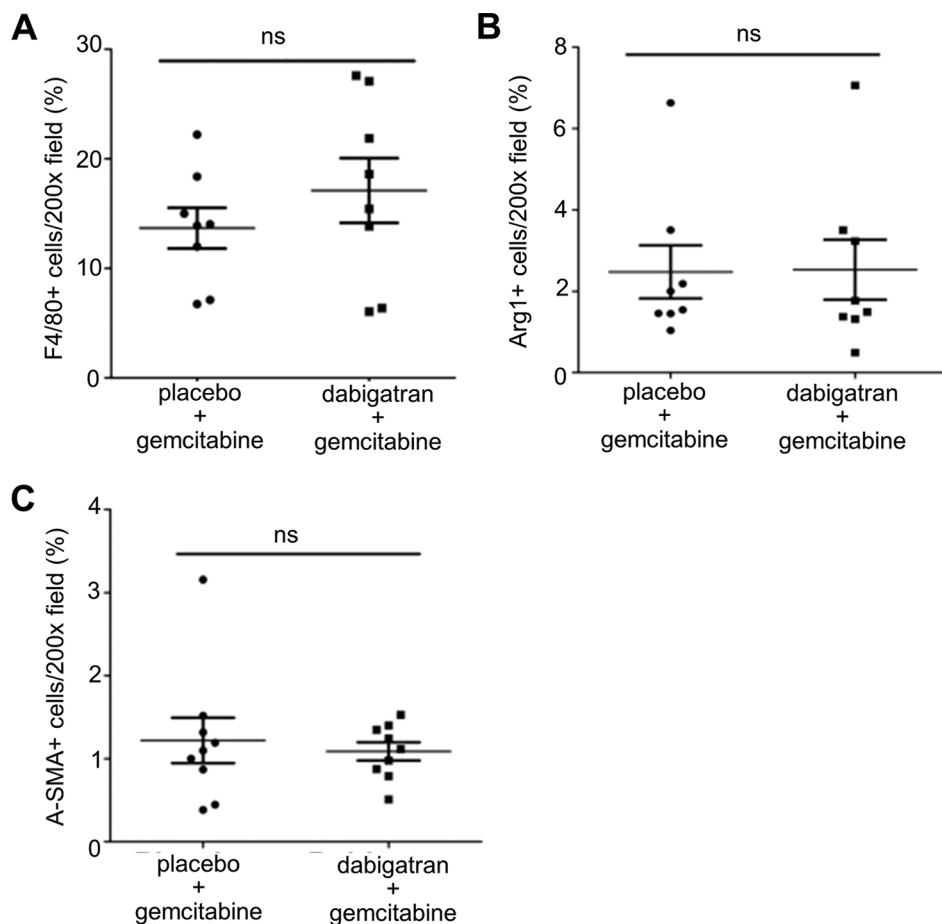 A
ns
F4/80+ cells/200x field (%)
30
20
10
0
placebo
+
gemcitabine
dabigatran
+
gemcitabine
B
ns
Arg1+ cells/200x field (%)
8
6
4
2
0
placebo
+
gemcitabine
dabigatran
+
gemcitabine
C
ns
A-SMA+ cells/200x field (%)
4
3
2
1
0
placebo
+
gemcitabine
dabigatran
+
gemcitabine